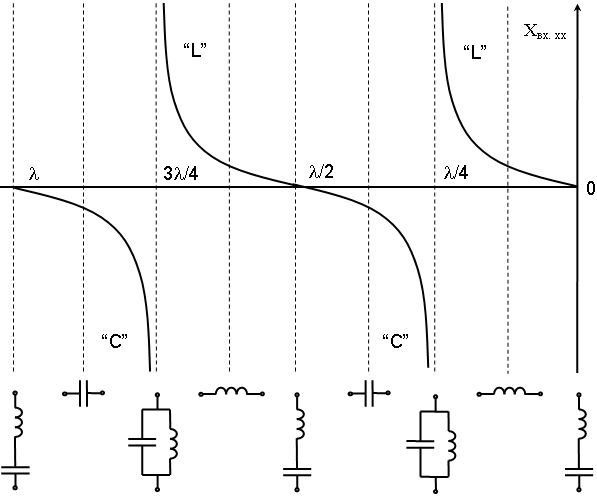 Xвх. хх
“L”
“L”
λ
3λ/4
λ/2
λ/4
0
“C”
“C”